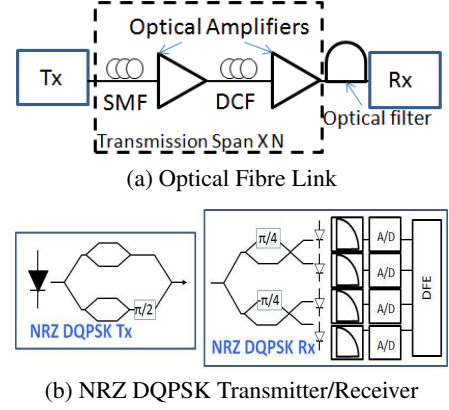 Optical Amplifiers
Tx
SMF
DCF
Rx
Optical filter
Transmission Span X N
(a) Optical Fibre Link
π/4
A/D
A/D
π/2
-π/4
A/D
DFE
NRZ DQPSK Tx
NRZ DQPSK Rx
A/D
(b) NRZ DQPSK Transmitter/Receiver